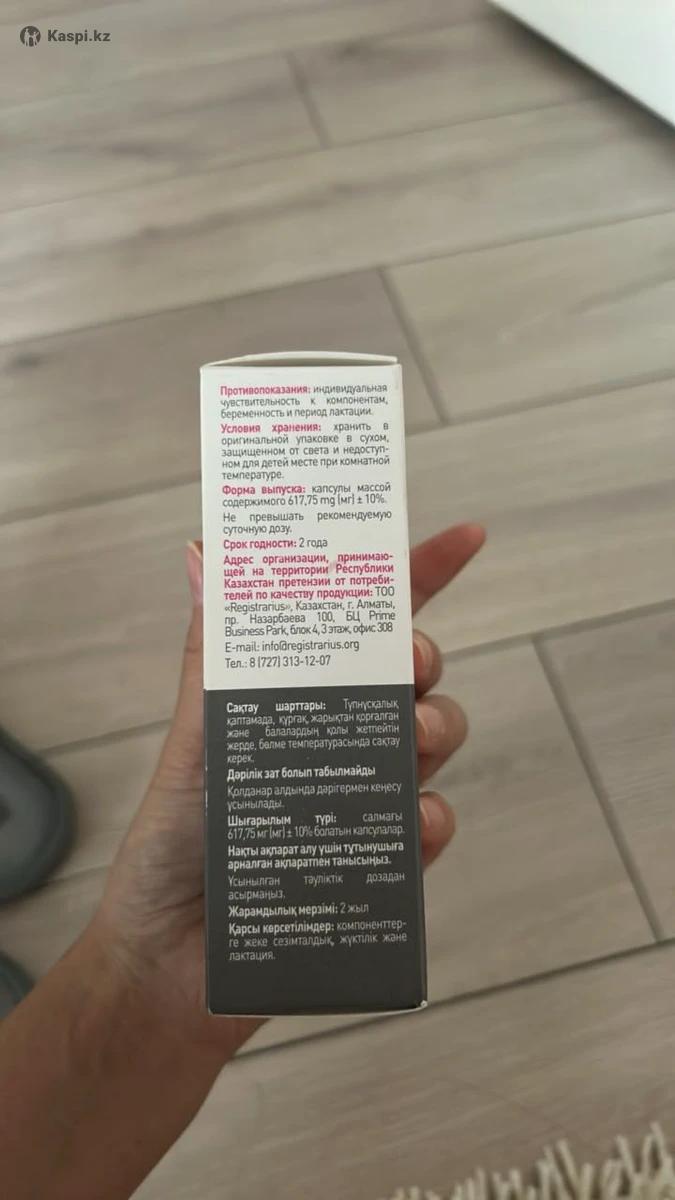 Kaspi.kz
Противопоказания: индивидуальная
чувствительность к компонентам,
беременность и период лактации.
Условия хранения: хранить в
оригинальной упаковке в сухом,
защищенном от света и недоступ-
ном для детей месте при комнатной
температуре.
Форма выпуска: капсулы массой
содержимого 617,75 mg (мг) ± 10%.
Не превышать рекомендуемую
суточную дозу.
Срок годности: 2 года
Адрес организации, принимаю-
щей на территории Республики
Казахстан претензии от потреби-
телей по качеству продукции: ТОО
«Registrarius», Казахстан, г. Алматы,
пр. Назарбаева 100, БЦ Prime
Business Park, блок 4, 3 этаж, офис 308
E-mail: info@registrarius.org
Тел.: 8 (727) 313-12-07
Сақтау шарттары: Түпнұсқалық
қаптамада, құрғақ, жарықтан қорғалған
және балалардың қолы жетпейтін
жерде, бөлме температурасында сақтау
керек.
Дәрілік зат болып табылмайды
Қолданар алдында дәрігермен кеңесу
ұсынылады.
Шығарылым түрі: салмағы
617,75 мг (мг) ± 10% болатын капсулалар.
Нақты ақпарат алу үшін тұтынушыға
арналған ақпаратпен танысыңыз.
Ұсынылған тәуліктік дозадан
асырмаңыз.
Жарамдылық мерзімі: 2 жыл
Қарсы көрсетілімдер: компоненттер-
ге жеке сезімталдық, жүктілік және
лактация.